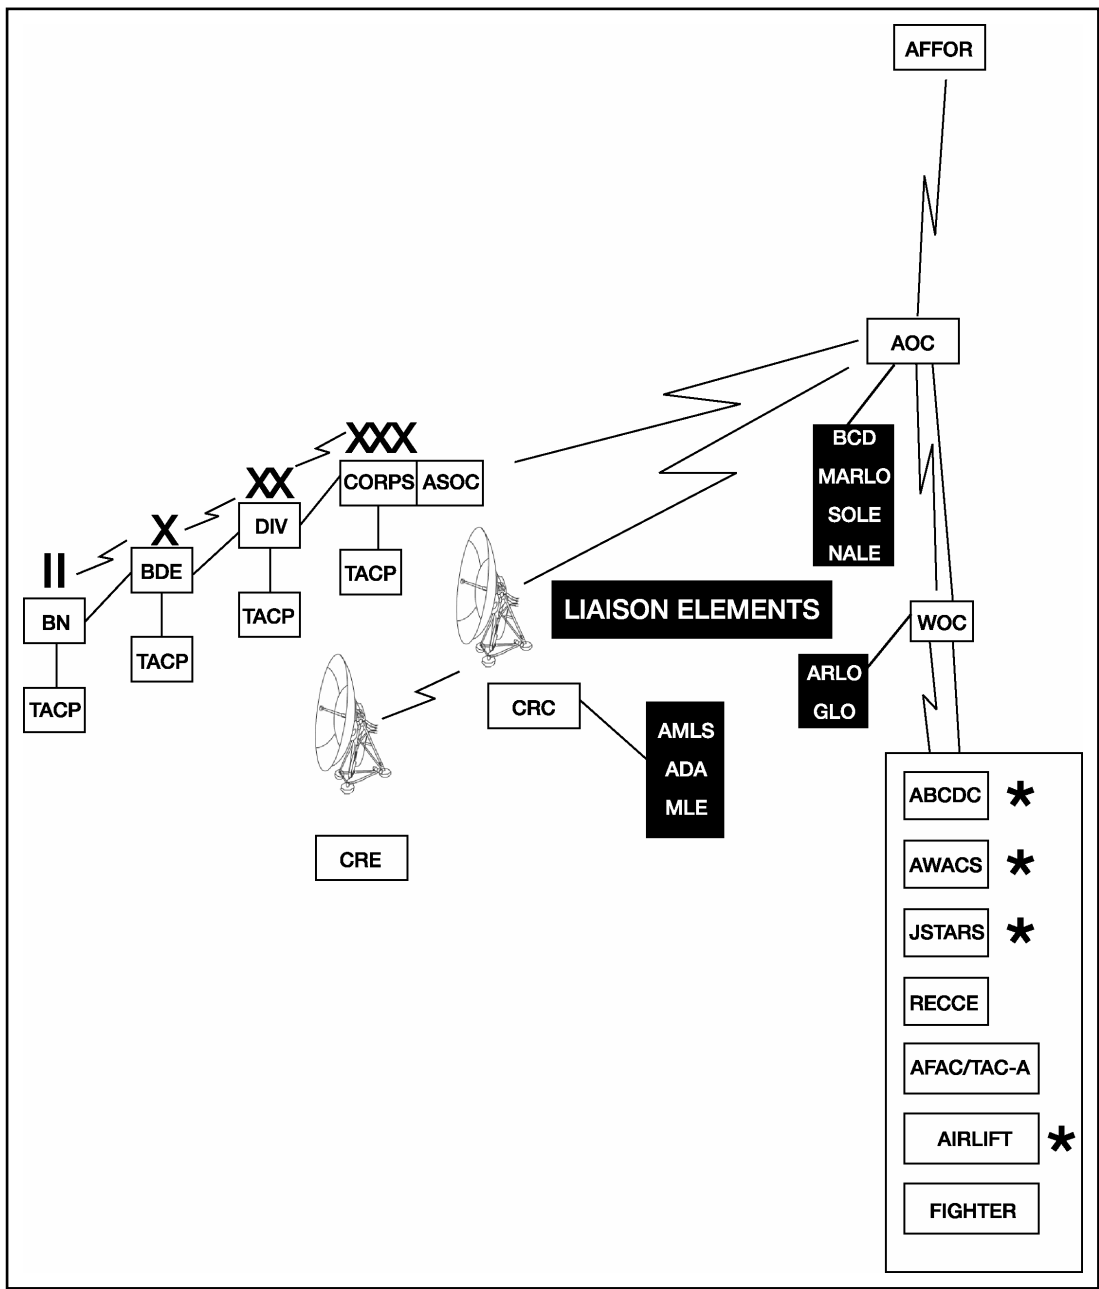 AFFOR
AOC
BCD
MARLO
SOLE
NALE
XXX
CORPS ASOC
TACP
XX
DIV
TACP
X
BDE
TACP
II
BN
TACP
LIAISON ELEMENTS
WOC
ARLO
GLO
CRC
AMLS
ADA
MLE
CRE
ABCDC *
AWACS *
JSTARS *
RECCE
AFAC/TAC-A
AIRLIFT *
FIGHTER